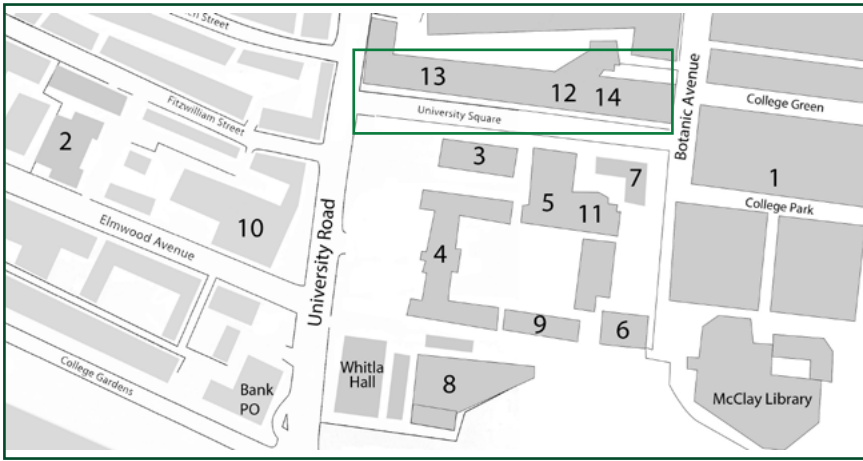 Street
Fitzwilliam Street
13
12
14
University Square
Botanic Avenue
College Green
2
3
7
1
5
11
College Park
10
Elmwood Avenue
University Road
4
9
6
8
Whitla
Hall
Bank
PO
College Gardens
McClay Library